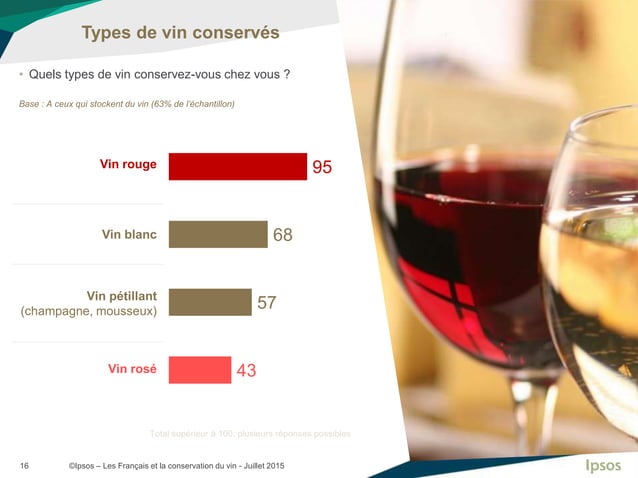 Types de vin conservés
• Quels types de vin conservez-vous chez vous ?
Base : A ceux qui stockent du vin (63% de l'échantillon)
Vin rouge
95
Vin blanc
68
Vin pétillant
(champagne, mousseux)
57
Vin rosé
43
Total supérieur à 100, plusieurs réponses possibles
16 ©Ipsos – Les Français et la conservation du vin - Juillet 2015
Ipsos